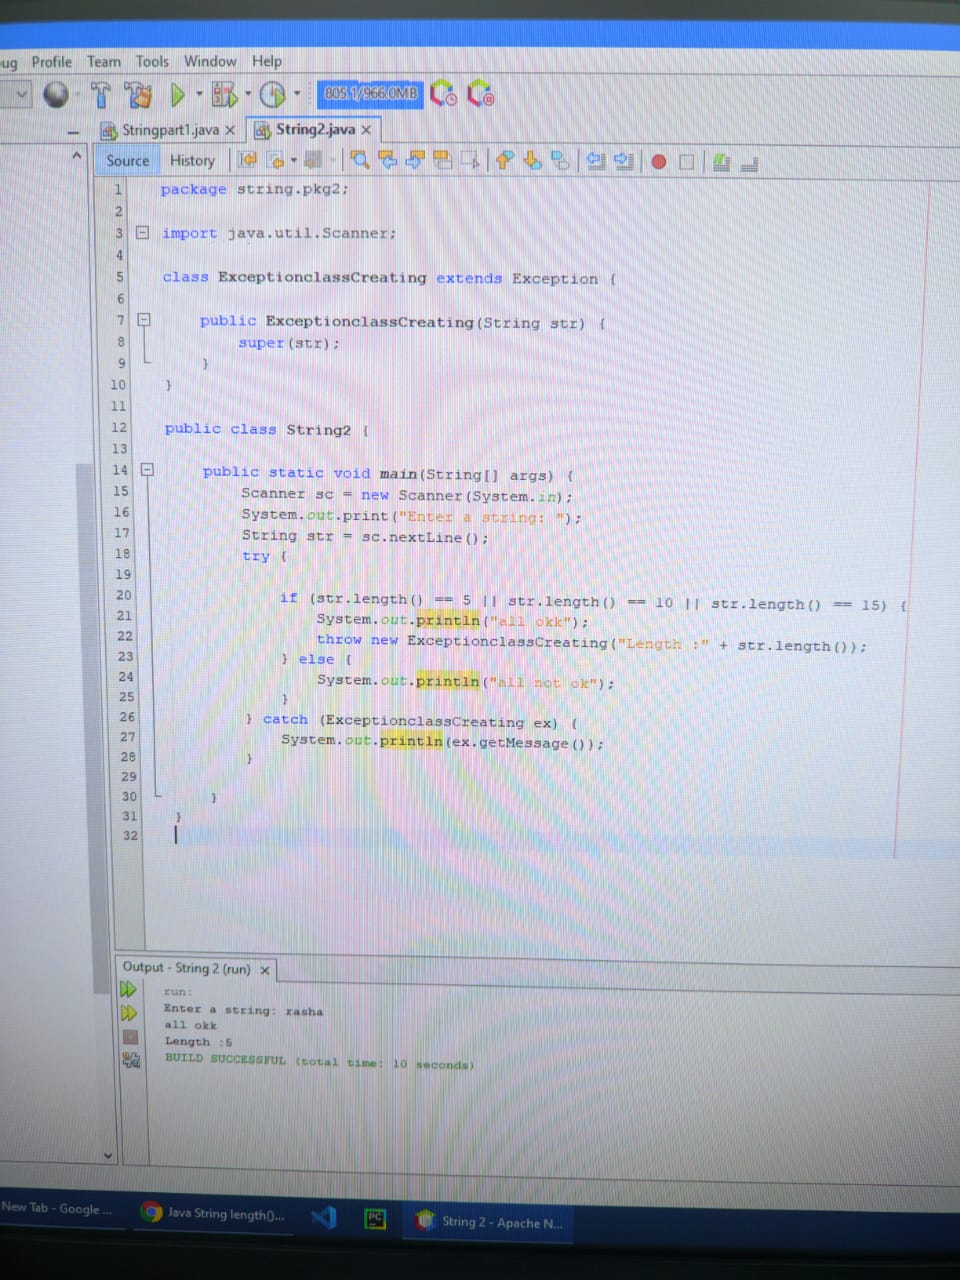 ug Profile Team Tools Window Help
805.1/966.0MB
Stringpart1.java String2.java
Source History
1 package string.pkg2;
2
3 import java.util.Scanner;
4
5 class ExceptionclassCreating extends Exception {
6
7 public ExceptionclassCreating(String str) {
8 super(str);
9 }
10 }
11
12 public class String2 {
13
14 public static void main(String[] args) {
15 Scanner sc = new Scanner(System.in);
16 System.out.print("Enter a string: ");
17 String str = sc.nextLine();
18 try {
19
20 if (str.length() == 5 || str.length() == 10 || str.length() == 15) {
21 System.out.println("all okk");
22 throw new ExceptionclassCreating("Length :" + str.length());
23 } else {
24 System.out.println("all not ok");
25 }
26 } catch (ExceptionclassCreating ex) {
27 System.out.println(ex.getMessage());
28 }
29
30 }
31 }
32
Output - String 2 (run)
run:
Enter a string: rasha
all okk
Length :5
BUILD SUCCESSFUL (total time: 10 seconds)
New Tab - Google ... Java String length()... PC String 2 - Apache N...